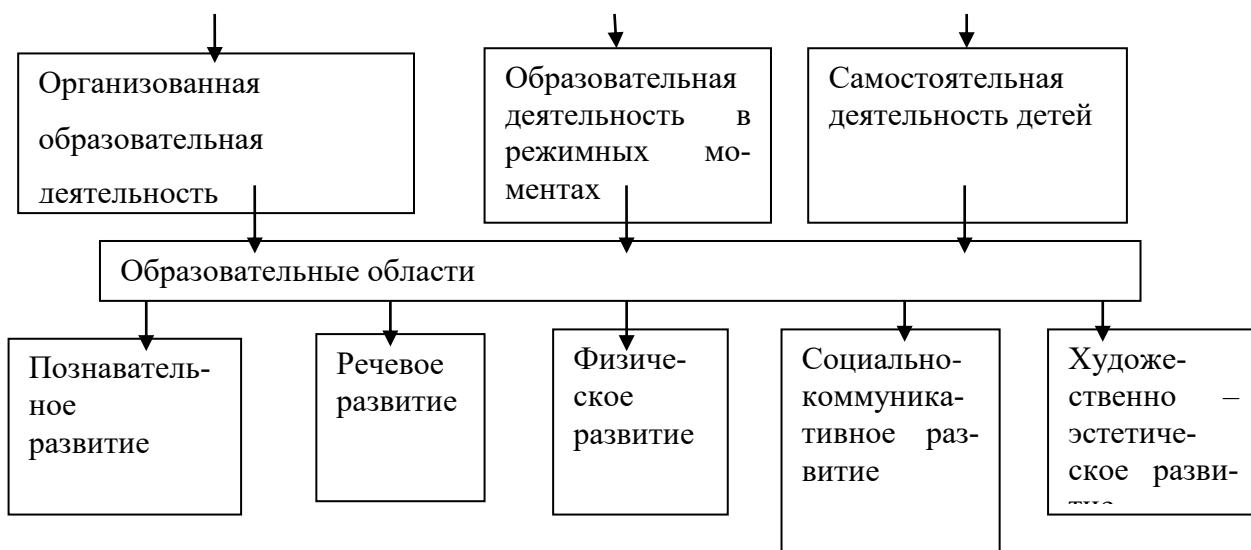 Организованная
образовательная
деятельность
Образовательная
деятельность в
режимных мо-
ментах
Самостоятельная
деятельность детей
Образовательные области
Познаватель-
ное
развитие
Речевое
развитие
Физиче-
ское
развитие
Социально-
коммуника-
тивное раз-
витие
Художе-
ственно –
эстетиче-
ское разви-
тие